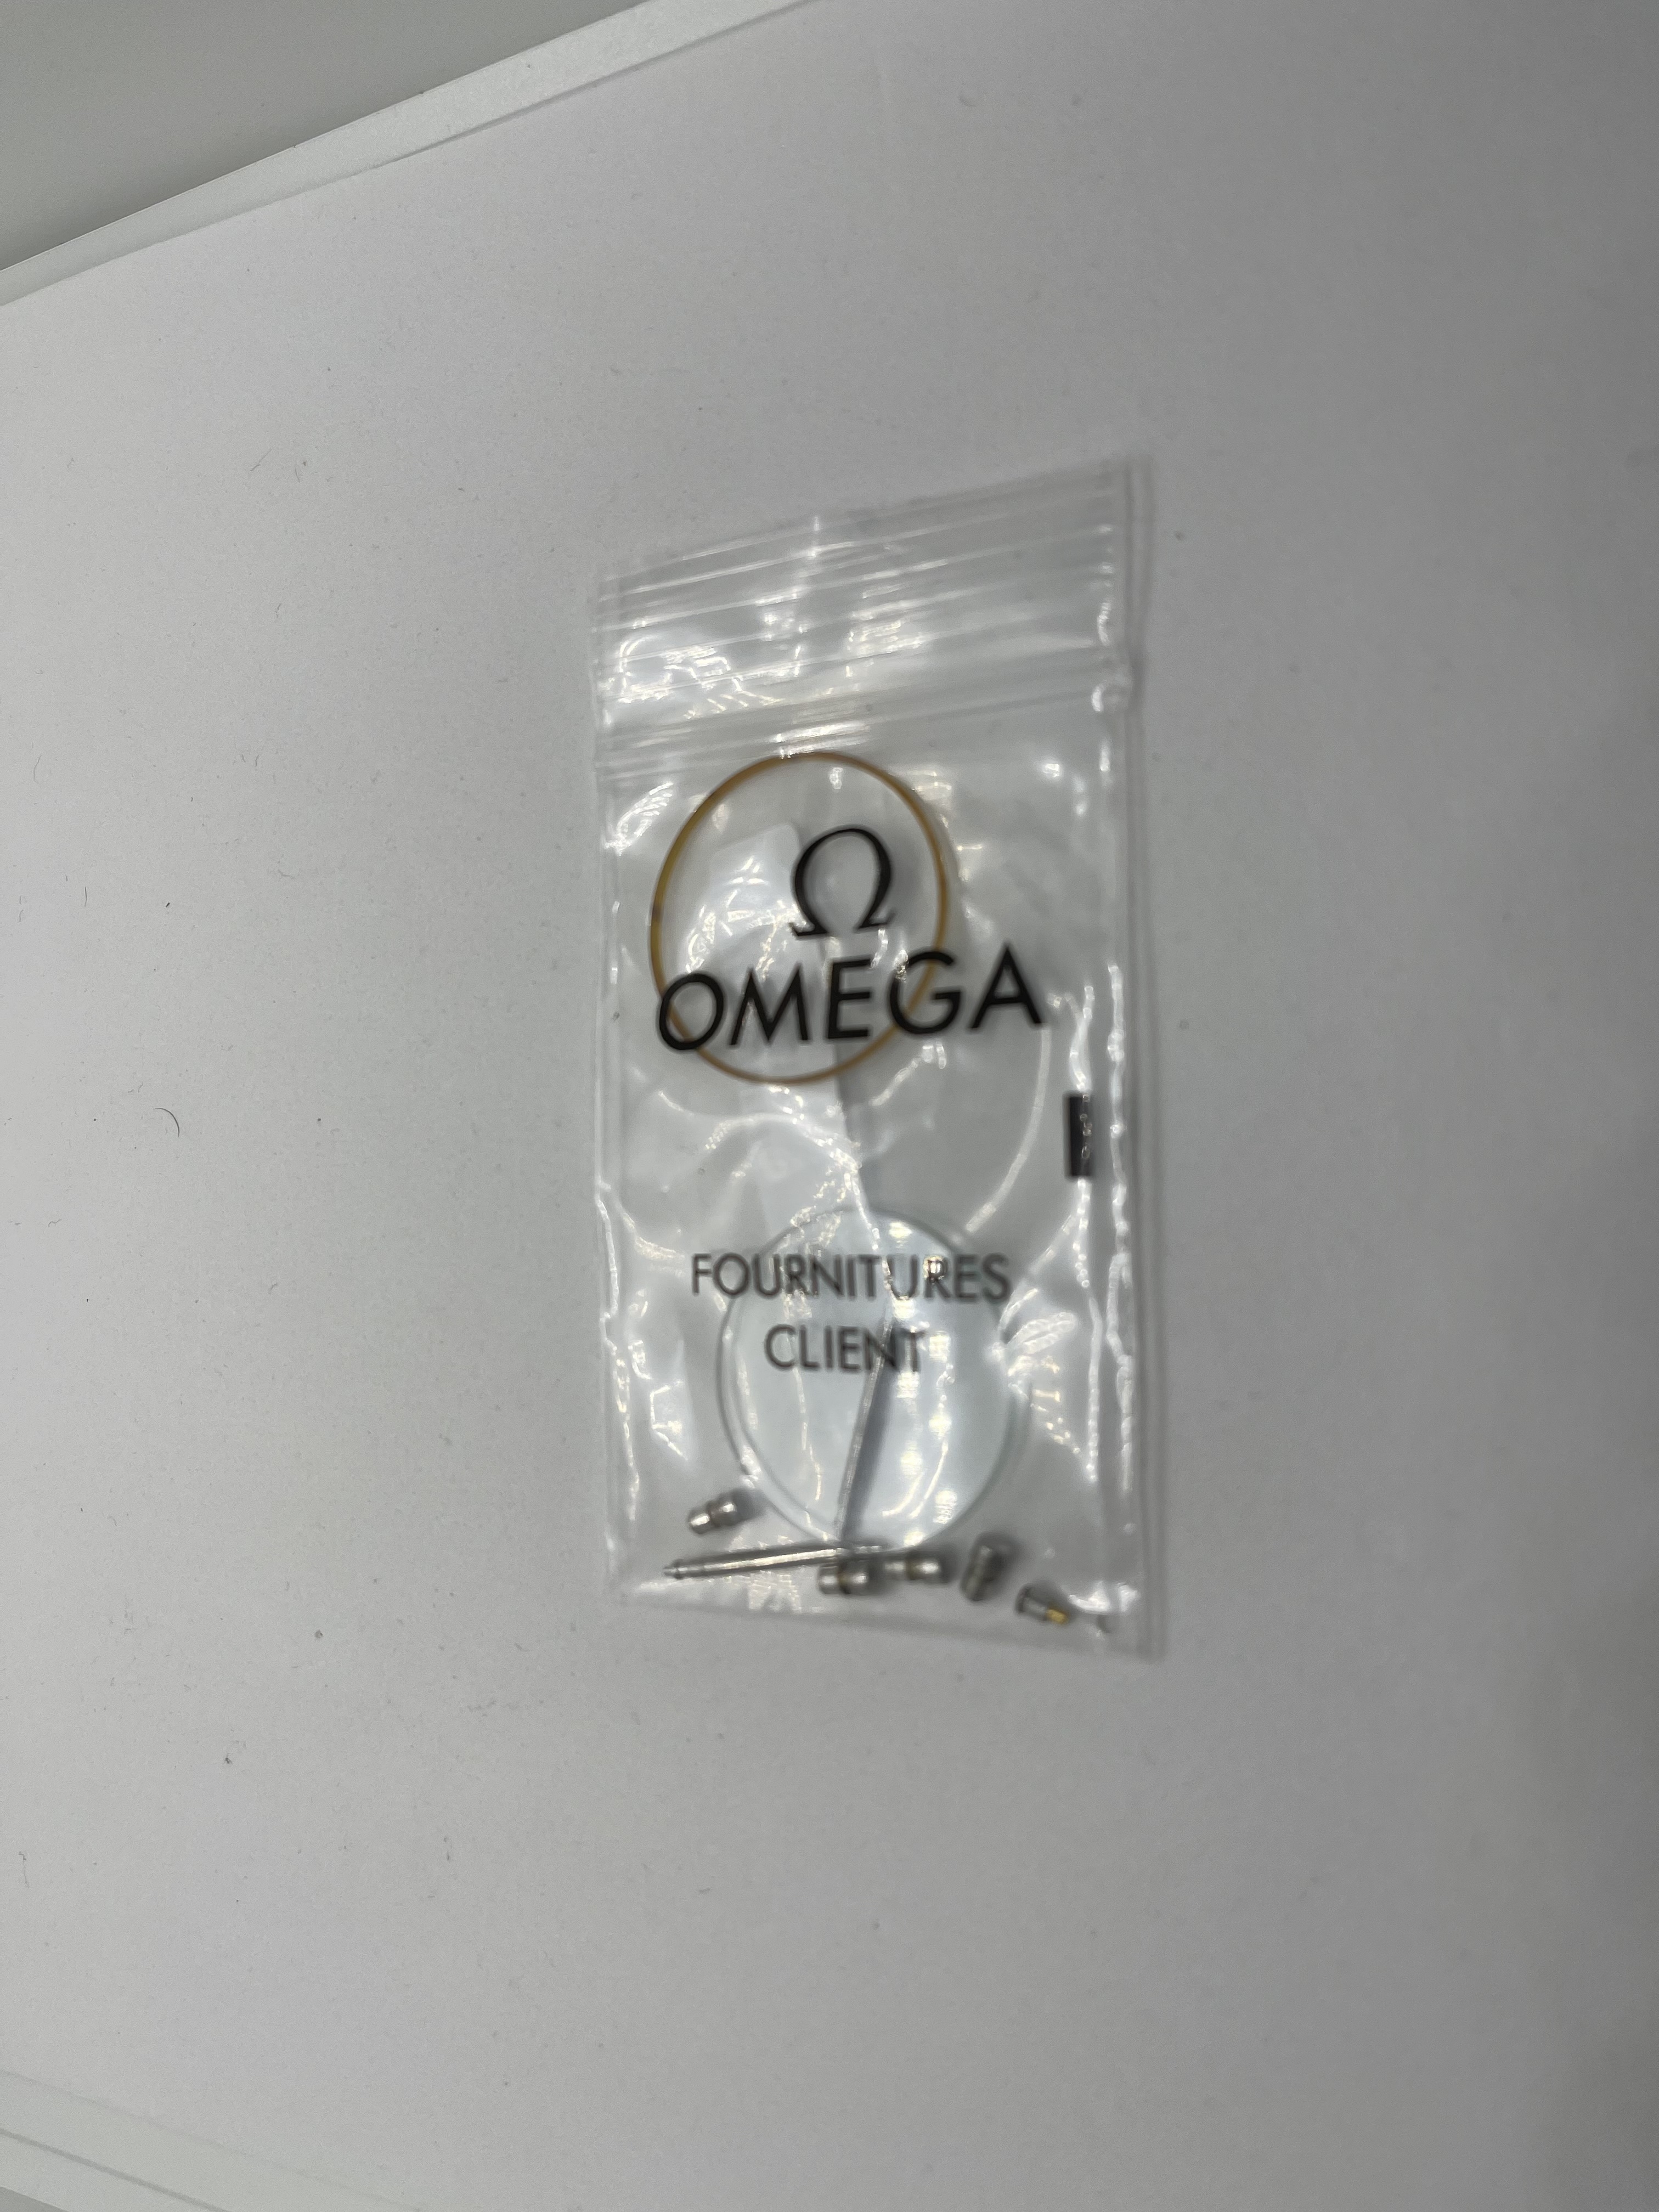 Ω
OMEGA
FOURNITURES
CLIENT